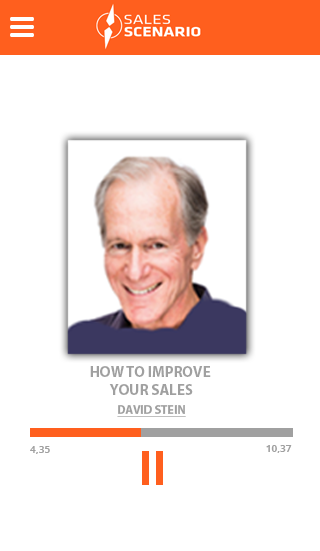 SALES
SCENARIO
HOW TO IMPROVE
YOUR SALES
DAVID STEIN
4,35
10,37